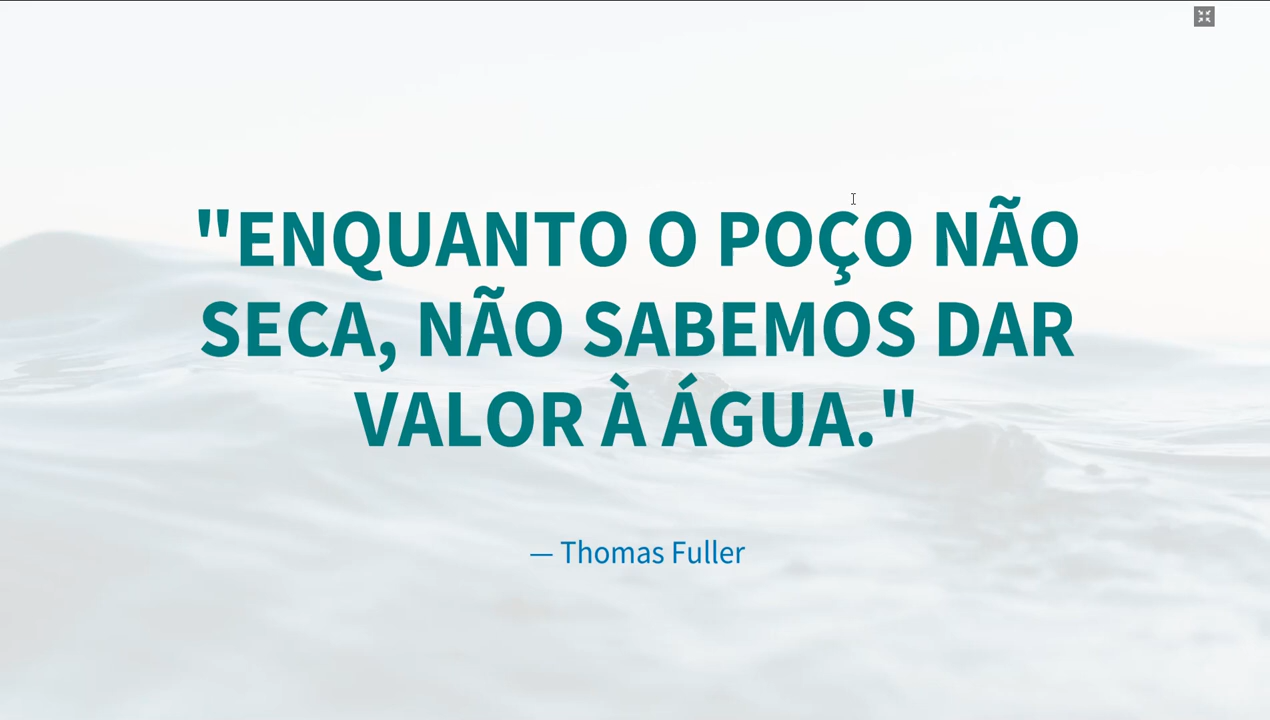 "ENQUANTO O POÇO NÃO
SECA, NÃO SABEMOS DAR
VALOR À ÁGUA."
— Thomas Fuller